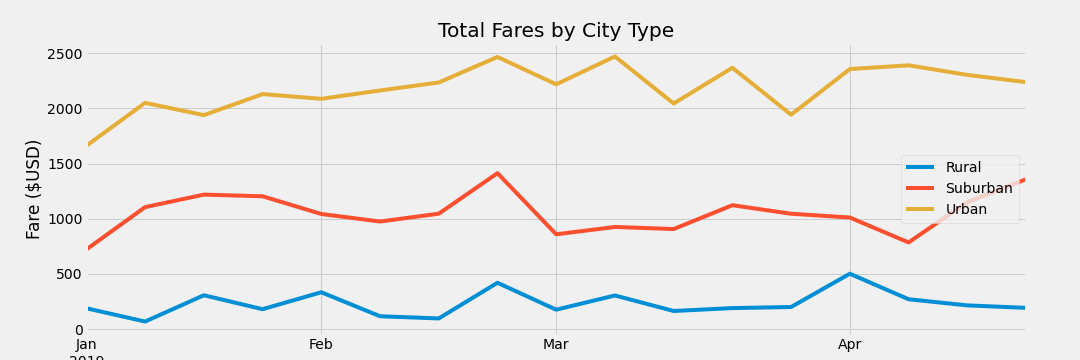 Total Fares by City Type
Fare ($USD)
2500
2000
1500
1000
500
0
Rural
Suburban
Urban
Jan
Feb
Mar
Apr